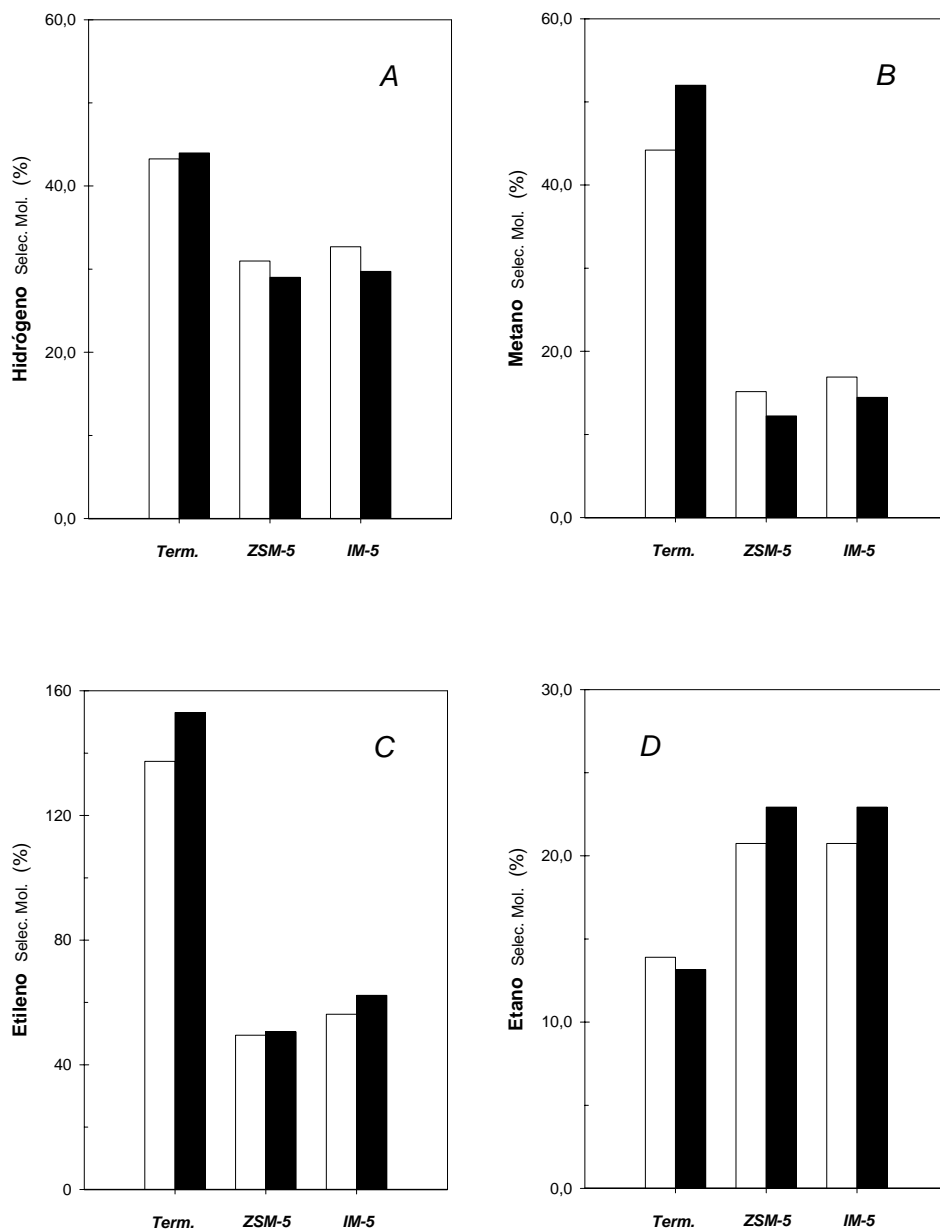 60,0
40,0
20,0
0,0
Hidrógeno Selec. Mol. (%)
A
Term. ZSM-5 IM-5
60,0
40,0
20,0
0,0
Metano Selec. Mol. (%)
B
Term. ZSM-5 IM-5
160
120
80
40
0
Etileno Selec. Mol. (%)
C
Term. ZSM-5 IM-5
30,0
20,0
10,0
0,0
Etano Selec. Mol. (%)
D
Term. ZSM-5 IM-5